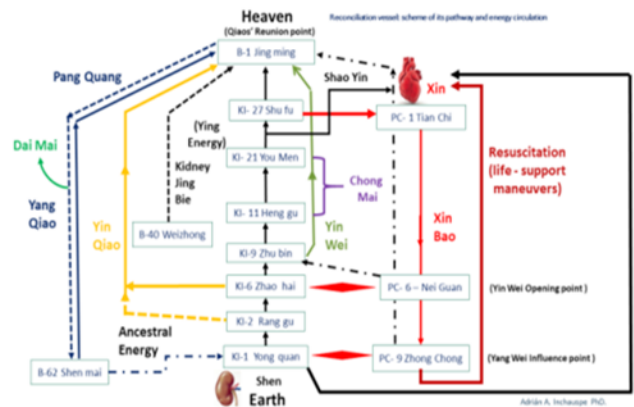 Heaven
(Qiaos' Reunion point)
Reconciliation vessel: scheme of its pathway and energy circulation
B-1 Jing ming
Pang Quang
Shao Yin
Xin
KI- 27 Shu fu
PC- 1 Tian Chi
(Ying
Energy)
Dai Mai
KI- 21 You Men
Resuscitation
(life - support
maneuvers)
Kidney
Jing
Bie
Chong
Mai
Yang
Qiao
Yin
Qiao
KI- 11 Heng gu
Yin
Wei
Xin
Bao
B-40 Weizhong
KI-9 Zhu bin
KI-6 Zhao hai
PC- 6 – Nei Guan
(Yin Wei Opening point )
KI-2 Rang gu
Ancestral
Energy
B-62 Shen mai
KI-1 Yong quan
PC- 9 Zhong Chong
(Yang Wei Influence point )
Shen
Earth
Adrián A. Inchauspe PhD.